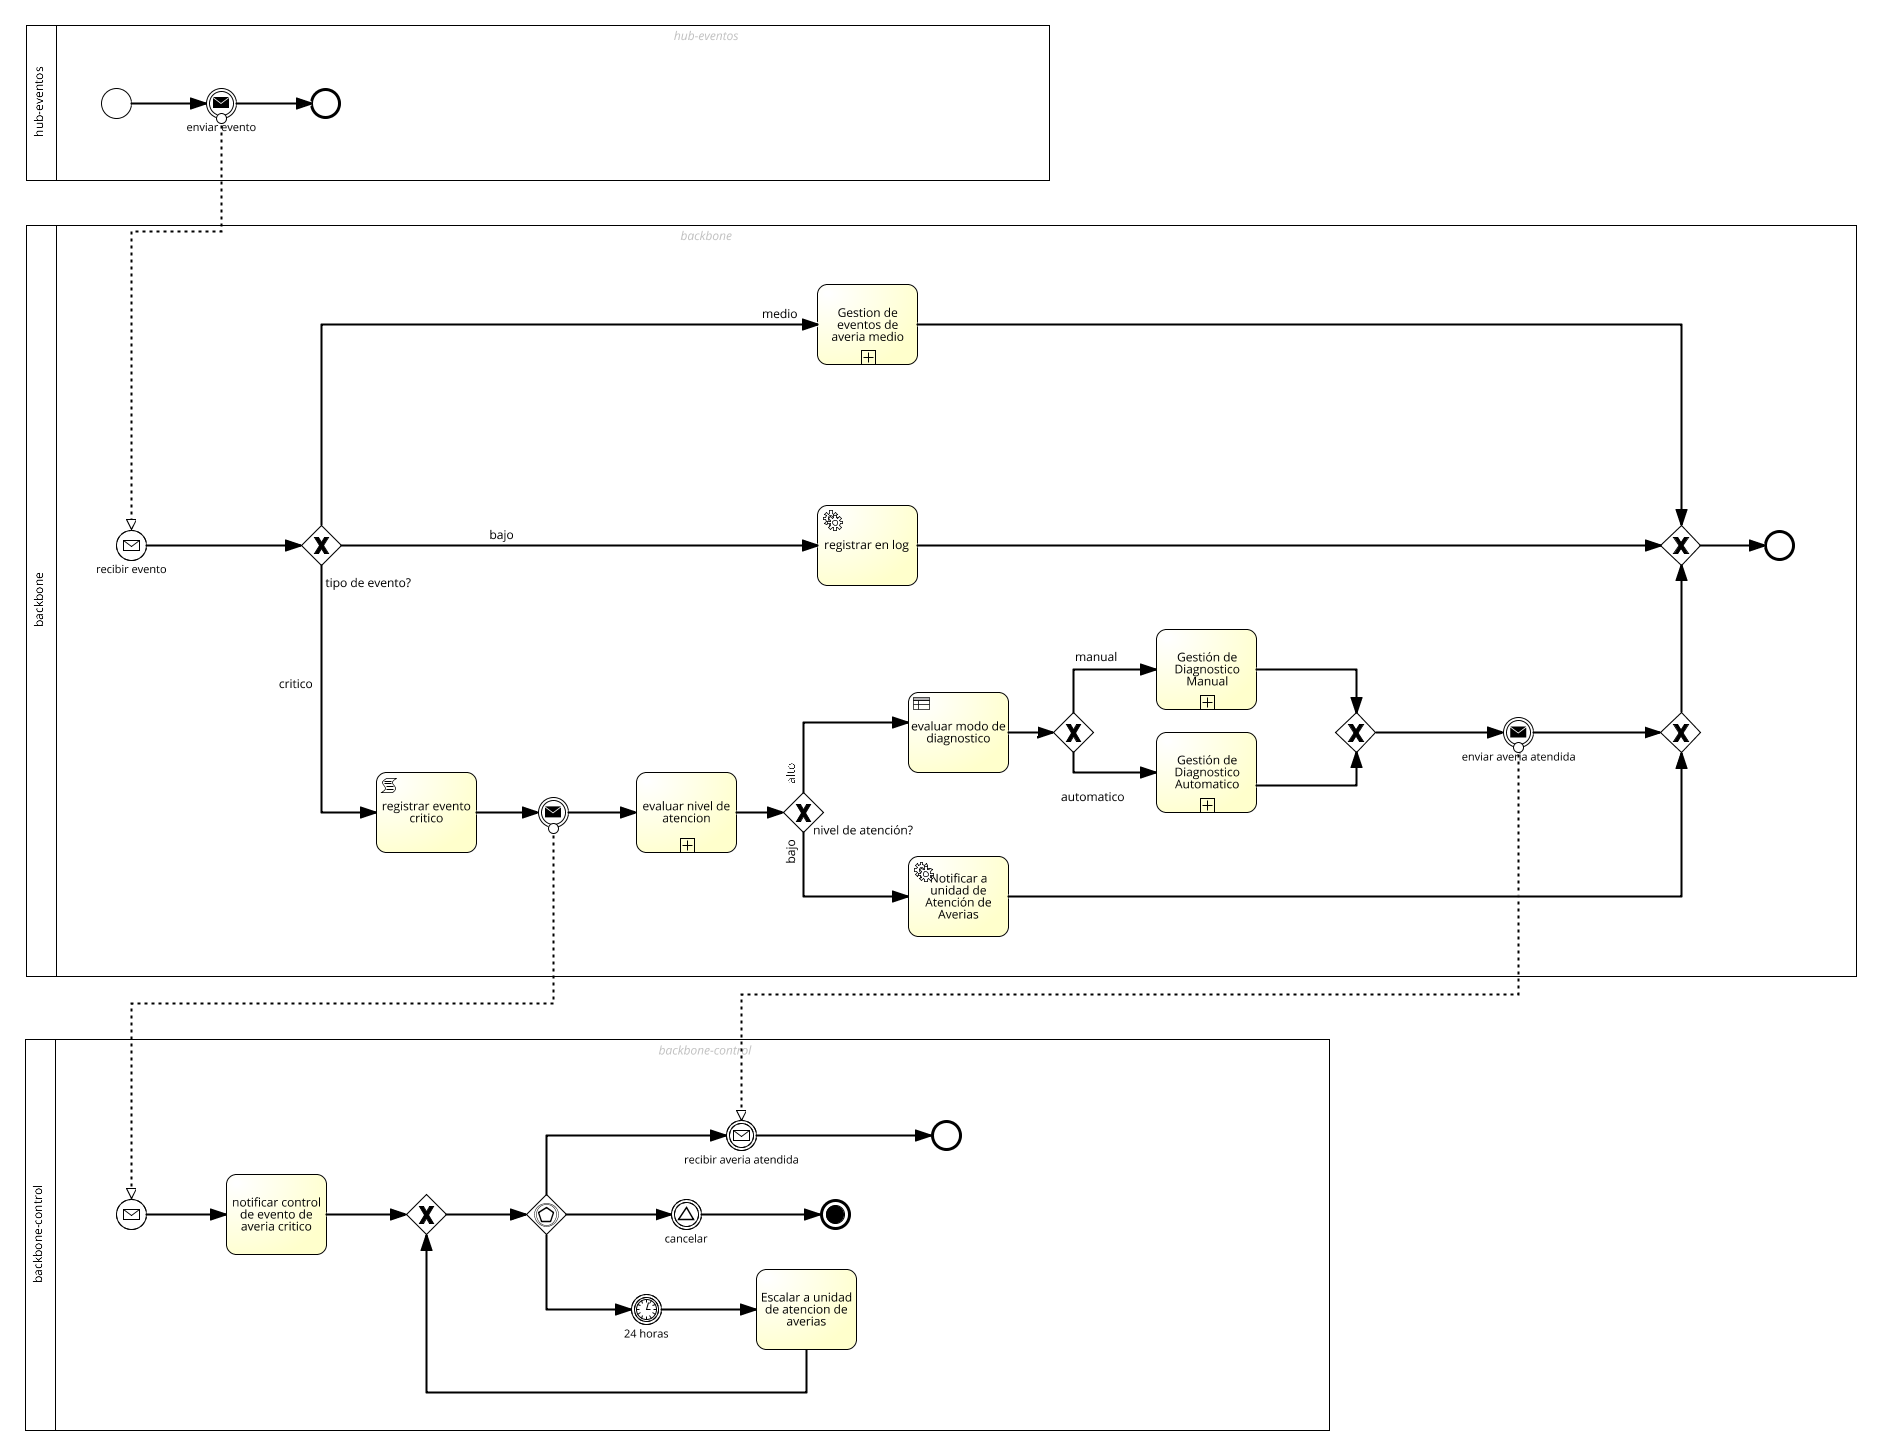 hub-eventos
hub-eventos
enviar evento
backbone
backbone
medio
Gestion de
eventos de
averia medio
recibir evento
bajo
registrar en log
tipo de evento?
critico
registrar evento
critico
evaluar nivel de
atencion
alto
nivel de atención?
bajo
evaluar modo de
diagnostico
manual
Gestión de
Diagnostico
Manual
automatico
Gestión de
Diagnostico
Automatico
enviar averia atendida
Notificar a
unidad de
Atención de
Averias
backbone-control
backbone-control
recibir averia atendida
notificar control
de evento de
averia critico
cancelar
24 horas
Escalar a unidad
de atencion de
averias